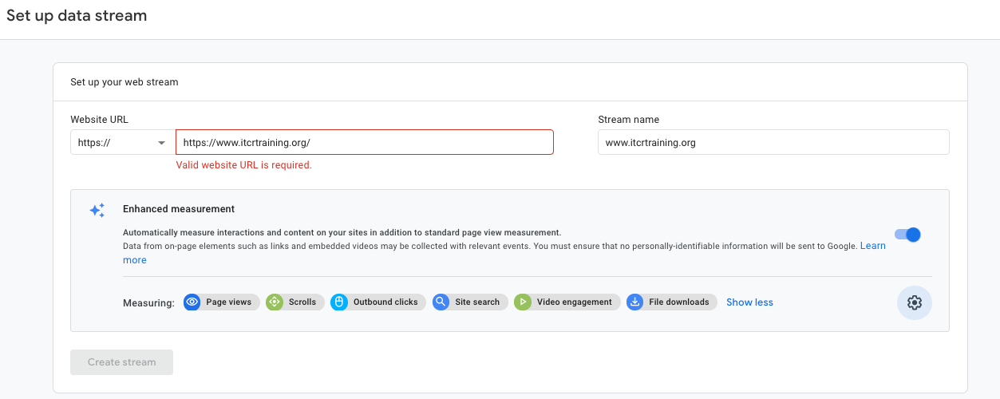 Set up data stream
Set up your web stream
Website URL
Stream name
https://
https://www.itcrtraining.org/
www.itcrtraining.org
Valid website URL is required.
Enhanced measurement
Automatically measure interactions and content on your sites in addition to standard page view measurement.
Data from on-page elements such as links and embedded videos may be collected with relevant events. You must ensure that no personally-identifiable information will be sent to Google. Learn
more
Measuring: Page views Scrolls Outbound clicks Site search Video engagement File downloads Show less
Create stream